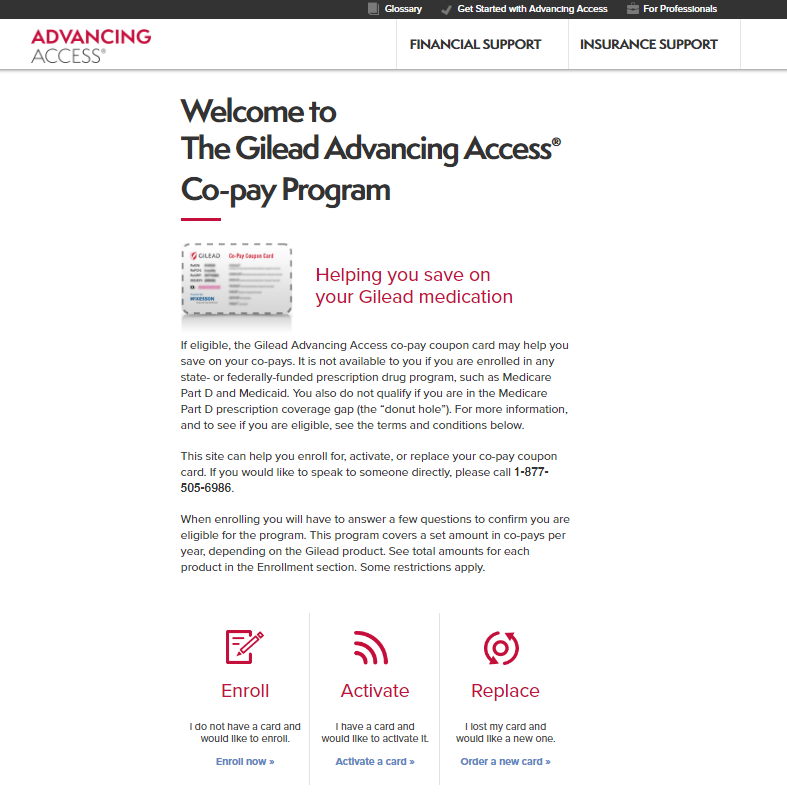 Glossary
Get Started with Advancing Access
For Professionals
ADVANCING
ACCESS®
FINANCIAL SUPPORT
INSURANCE SUPPORT
Welcome to
The Gilead Advancing Access®
Co-pay Program
GILEAD
Co-Pay Coupon Card
Helping you save on
your Gilead medication
If eligible, the Gilead Advancing Access co-pay coupon card may help you
save on your co-pays. It is not available to you if you are enrolled in any
state- or federally-funded prescription drug program, such as Medicare
Part D and Medicaid. You also do not qualify if you are in the Medicare
Part D prescription coverage gap (the “donut hole”). For more information,
and to see if you are eligible, see the terms and conditions below.
This site can help you enroll for, activate, or replace your co-pay coupon
card. If you would like to speak to someone directly, please call 1-877-
505-6986.
When enrolling you will have to answer a few questions to confirm you are
eligible for the program. This program covers a set amount in co-pays per
year, depending on the Gilead product. See total amounts for each
product in the Enrollment section. Some restrictions apply.
Enroll
I do not have a card and
would like to enroll.
Enroll now »
Activate
I have a card and
would like to activate it.
Activate a card »
Replace
I lost my card and
would like a new one.
Order a new card »